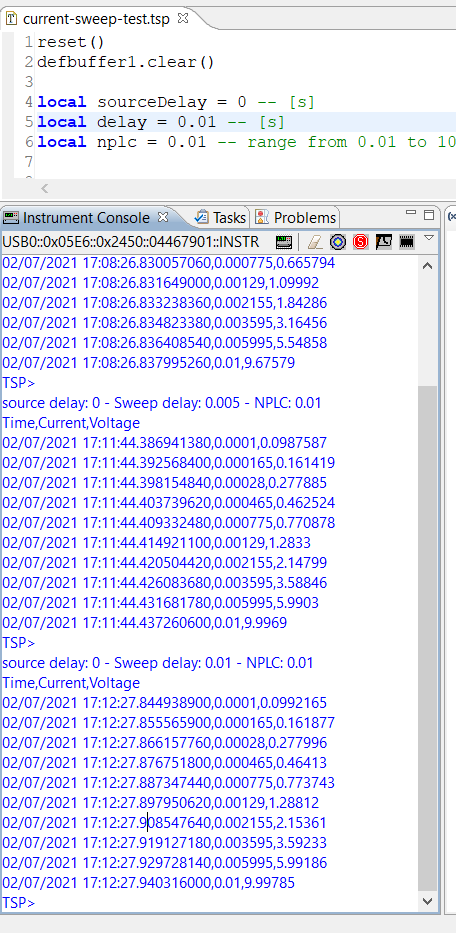 current-sweep-test.tsp
1 reset()
2 defbuffer1.clear()
3
4 local sourceDelay = 0 -- [s]
5 local delay = 0.01 -- [s]
6 local nplc = 0.01 -- range from 0.01 to 10
7
Instrument Console Tasks Problems
USB0::0x05E6::0x2450::04467901::INSTR
02/07/2021 17:08:26.830057060,0.000775,0.665794
02/07/2021 17:08:26.831649000,0.00129,1.09992
02/07/2021 17:08:26.833238360,0.002155,1.84286
02/07/2021 17:08:26.834823380,0.003595,3.16456
02/07/2021 17:08:26.836408540,0.005995,5.54858
02/07/2021 17:08:26.837995260,0.01,9.67579
TSP>
source delay: 0 - Sweep delay: 0.005 - NPLC: 0.01
Time,Current,Voltage
02/07/2021 17:11:44.386941380,0.0001,0.0987587
02/07/2021 17:11:44.392568400,0.000165,0.161419
02/07/2021 17:11:44.398154840,0.00028,0.277885
02/07/2021 17:11:44.403739620,0.000465,0.462524
02/07/2021 17:11:44.409332480,0.000775,0.770878
02/07/2021 17:11:44.414921100,0.00129,1.2833
02/07/2021 17:11:44.420504420,0.002155,2.14799
02/07/2021 17:11:44.426083680,0.003595,3.58846
02/07/2021 17:11:44.431681780,0.005995,5.9903
02/07/2021 17:11:44.437260600,0.01,9.9969
TSP>
source delay: 0 - Sweep delay: 0.01 - NPLC: 0.01
Time,Current,Voltage
02/07/2021 17:12:27.844938900,0.0001,0.0992165
02/07/2021 17:12:27.855565900,0.000165,0.161877
02/07/2021 17:12:27.866157760,0.00028,0.277996
02/07/2021 17:12:27.876751800,0.000465,0.46413
02/07/2021 17:12:27.887347440,0.000775,0.773743
02/07/2021 17:12:27.897950620,0.00129,1.28812
02/07/2021 17:12:27.908547640,0.002155,2.15361
02/07/2021 17:12:27.919127180,0.003595,3.59233
02/07/2021 17:12:27.929728140,0.005995,5.99186
02/07/2021 17:12:27.940316000,0.01,9.99785
TSP>